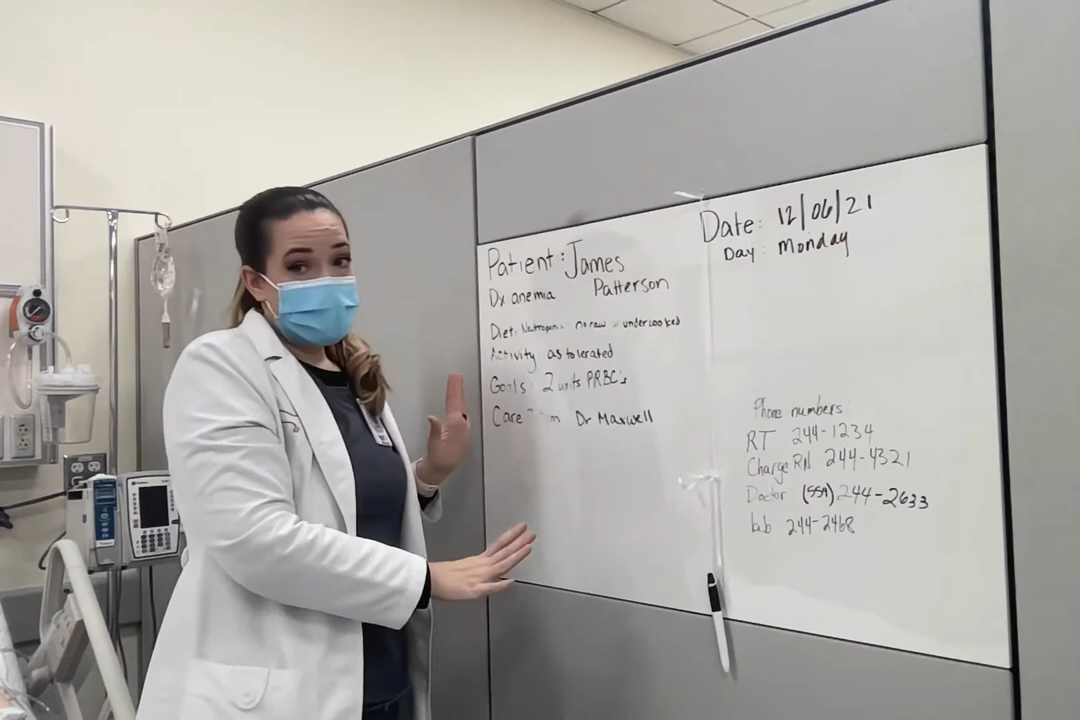 Patient: James
Patterson
Dx anemia
Diet: Neutropenic no raw or undercooked
Activity as tolerated
Goals: 2 units PRBC's
Care Dr Maxwell
Date: 12/06/21
Day: Monday
Phone numbers:
RT 244-1234
Charge RN 244-4321
Doctor (559) 244-2633
lab 244-2468